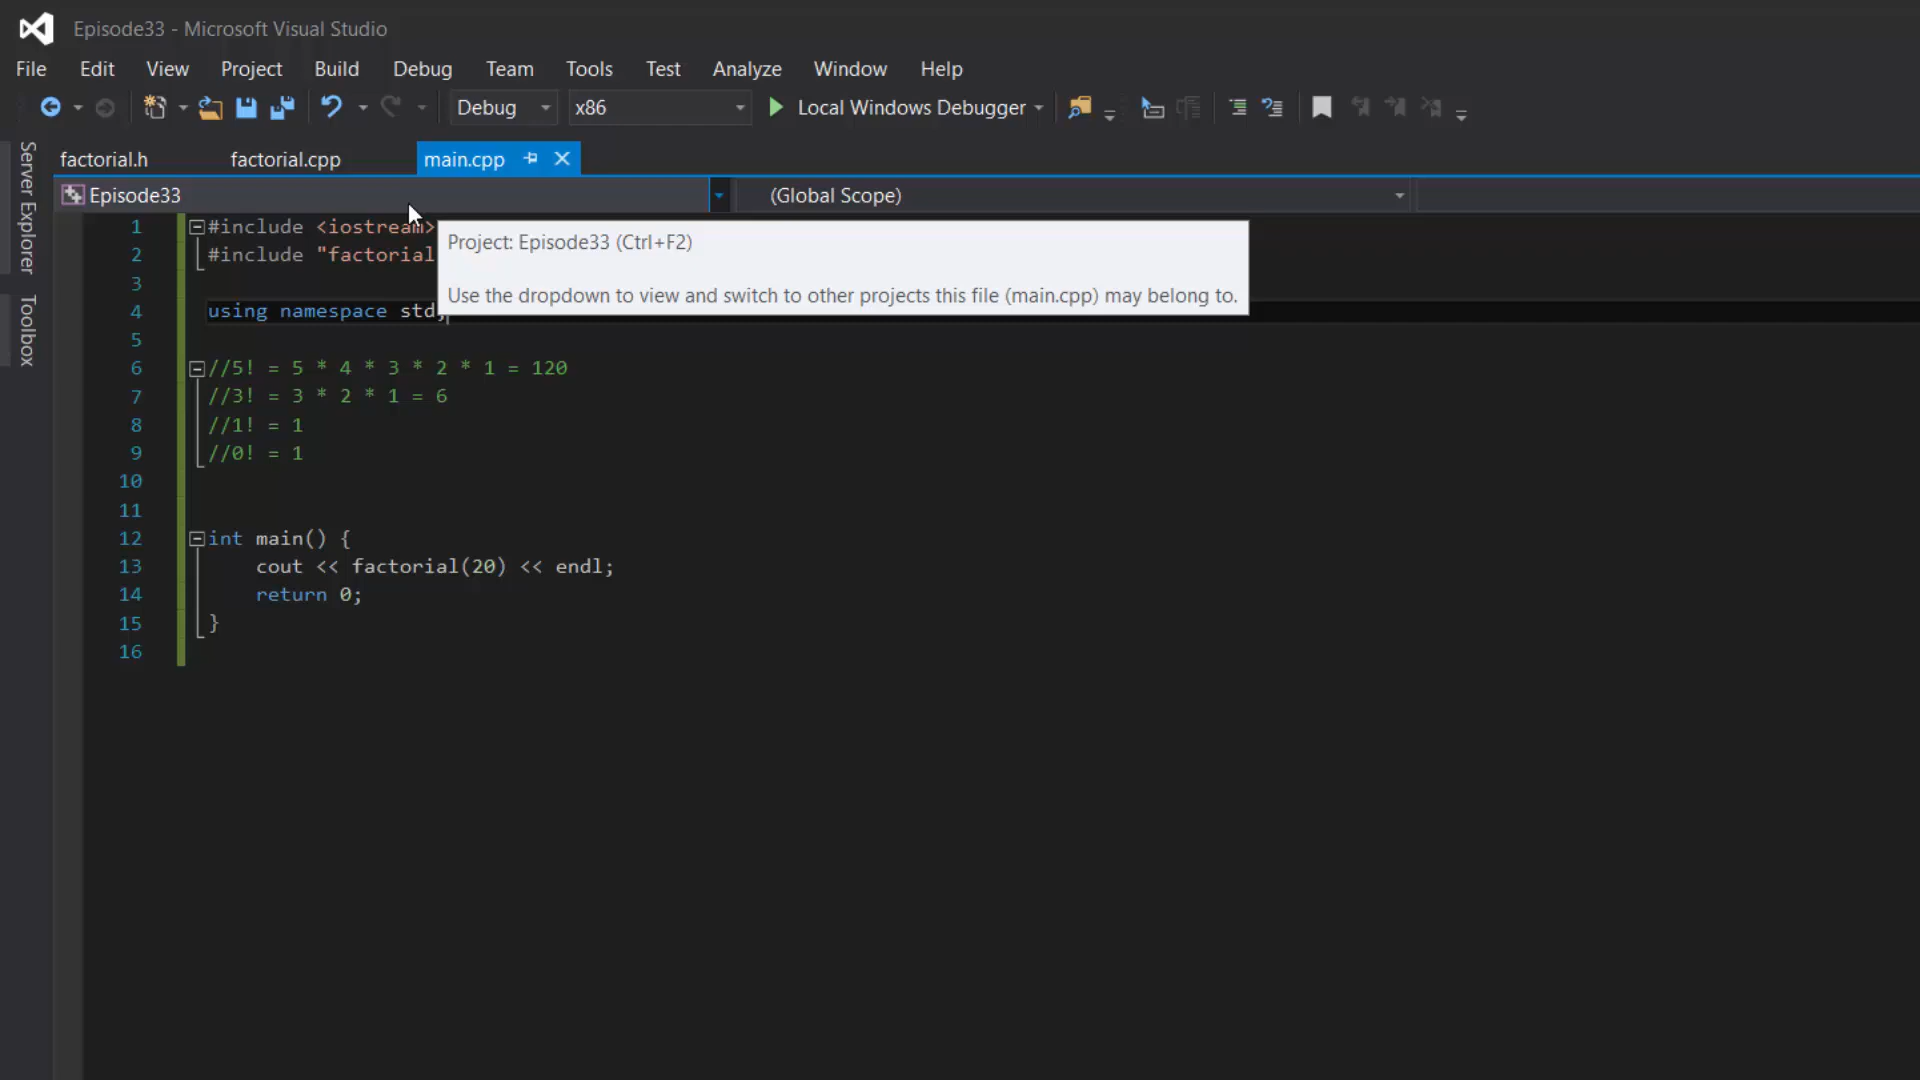 Episode33 - Microsoft Visual Studio
File Edit View Project Build Debug Team Tools Test Analyze Window Help
Debug x86 Local Windows Debugger
Server Explorer
Toolbox
factorial.h factorial.cpp main.cpp
Episode33 (Global Scope)
1 #include <iostream>
2 #include "factorial
Project: Episode33 (Ctrl+F2)
Use the dropdown to view and switch to other projects this file (main.cpp) may belong to.
3
4 using namespace std;
5
6 //5! = 5 * 4 * 3 * 2 * 1 = 120
7 //3! = 3 * 2 * 1 = 6
8 //1! = 1
9 //0! = 1
10
11
12 int main() {
13 cout << factorial(20) << endl;
14 return 0;
15 }
16